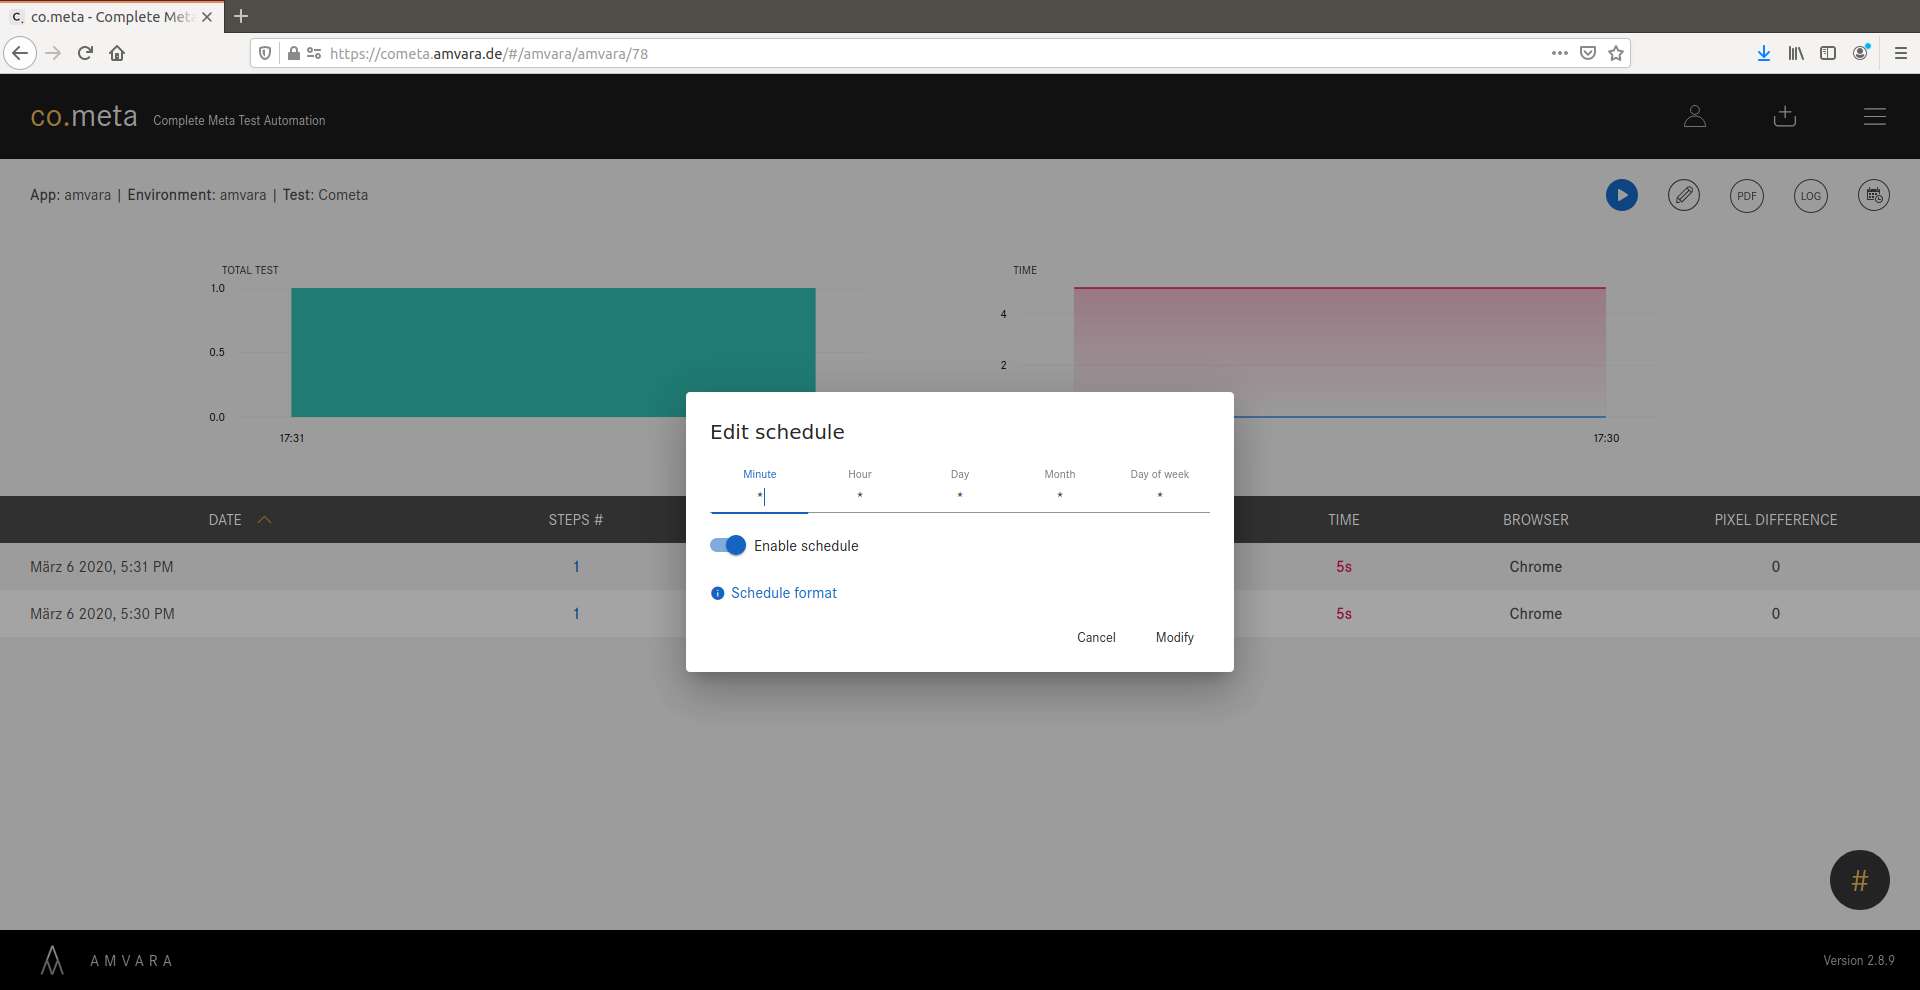 co.meta - Complete Met
https://cometa.amvara.de/#/amvara/amvara/78
co.meta Complete Meta Test Automation
App: amvara | Environment: amvara | Test: Cometa
PDF
LOG
TOTAL TEST
1.0
0.5
0.0
17:31
TIME
4
2
17:30
Edit schedule
Minute Hour Day Month Day of week
* * * * *
Enable schedule
Schedule format
Cancel Modify
DATE STEPS # TIME BROWSER PIXEL DIFFERENCE
März 6 2020, 5:31 PM 1 5s Chrome 0
März 6 2020, 5:30 PM 1 5s Chrome 0
#
AMVARA
Version 2.8.9